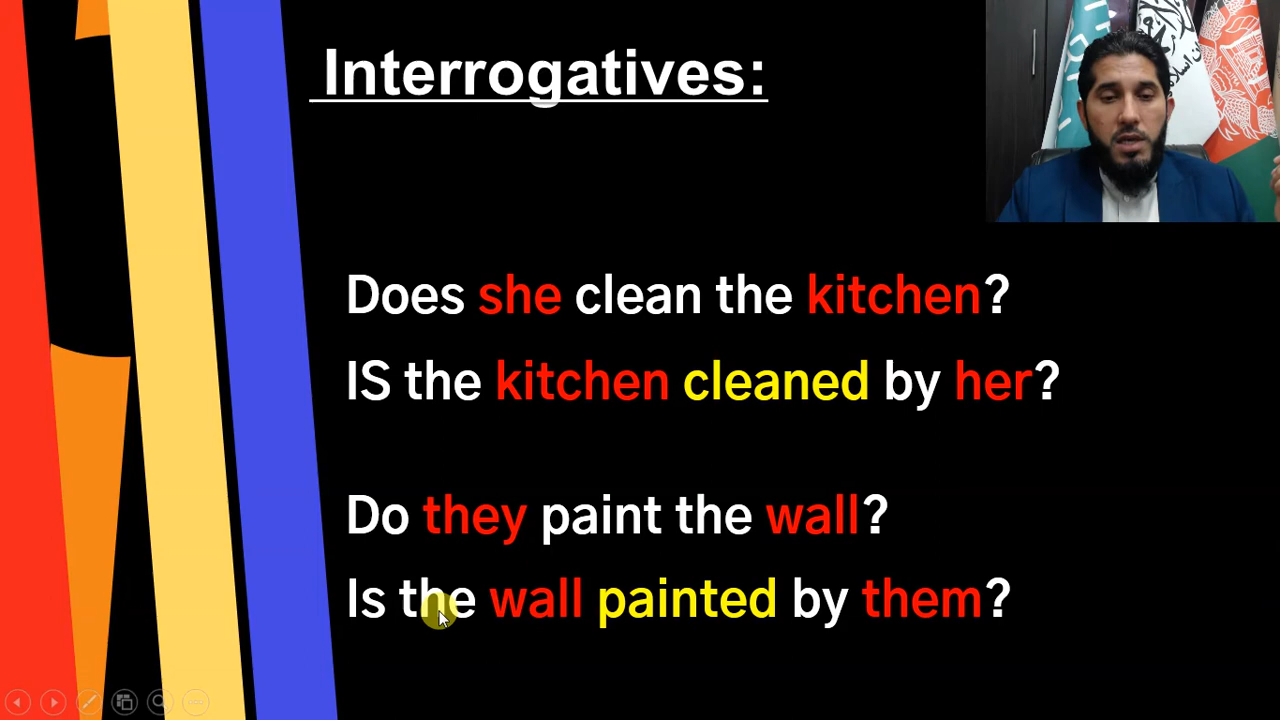 Interrogatives:
Does she clean the kitchen?
IS the kitchen cleaned by her?
Do they paint the wall?
Is the wall painted by them?